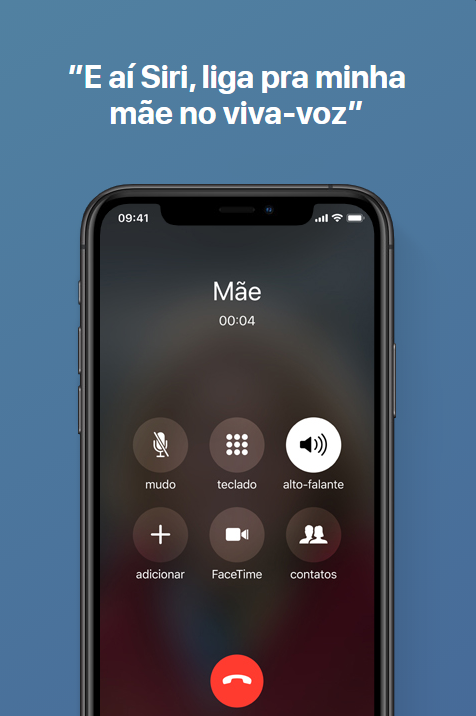 "E aí Siri, liga pra minha
mãe no viva-voz"
09:41
Mãe
00:04
mudo teclado alto-falante
adicionar FaceTime contatos